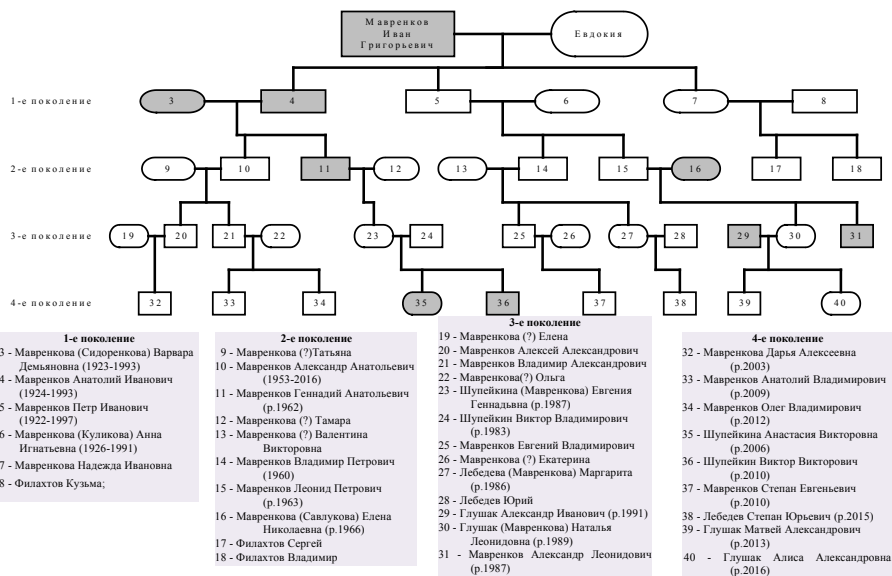 Мавренков
Иван
Григорьевич
Евдокия
1-е поколение
3
4
5
6
7
8
2-е поколение
9
10
11
12
13
14
15
16
17
18
3-е поколение
19
20
21
22
23
24
25
26
27
28
29
30
31
4-е поколение
32
33
34
35
36
37
38
39
40
1-е поколение
3 - Мавренкова (Сидоренкова) Варвара
Демьяновна (1923-1993)
4 - Мавренков Анатолий Иванович
(1924-1993)
5 - Мавренков Петр Иванович
(1922-1997)
6 - Мавренкова (Куликова) Анна
Игнатьевна (1926-1991)
7 - Мавренкова Надежда Ивановна
8 - Филахтов Кузьма;
2-е поколение
9 - Мавренкова (?)Татьяна
10 - Мавренков Александр Анатольевич
(1953-2016)
11 - Мавренков Геннадий Анатольевич
(р.1962)
12 - Мавренкова (?) Тамара
13 - Мавренкова (?) Валентина
Викторовна
14 - Мавренков Владимир Петрович
(1960)
15 - Мавренков Леонид Петрович
(р.1963)
16 - Мавренкова (Савлукова) Елена
Николаевна (р.1966)
17 - Филахтов Сергей
18 - Филахтов Владимир
3-е поколение
19 - Мавренкова (?) Елена
20 - Мавренков Алексей Александрович
21 - Мавренков Владимир Александрович
22 - Мавренкова(?) Ольга
23 - Шупейкина (Мавренкова) Евгения
Геннадьвна (р.1987)
24 - Шупейкин Виктор Владимирович
(р.1983)
25 - Мавренков Евгений Владимирович
26 - Мавренкова (?) Екатерина
27 - Лебедева (Мавренкова) Маргарита
(р.1986)
28 - Лебедев Юрий
29 - Глушак Александр Иванович (р.1991)
30 - Глушак (Мавренкова) Наталья
Леонидовна (р.1989)
31 - Мавренков Александр Леонидович
(р.1987)
4-е поколение
32 - Мавренкова Дарья Алексеевна
(р.2003)
33 - Мавренков Анатолий Владимирович
(р.2009)
34 - Мавренков Олег Владимирович
(р.2012)
35 - Шупейкина Анастасия Викторовна
(р.2006)
36 - Шупейкин Виктор Викторович
(р.2010)
37 - Мавренков Степан Евгеньевич
(р.2010)
38 - Лебедев Степан Юрьевич (р.2015)
39 - Глушак Матвей Александрович
(р.2013)
40 - Глушак Алиса Александровна
(р.2016)